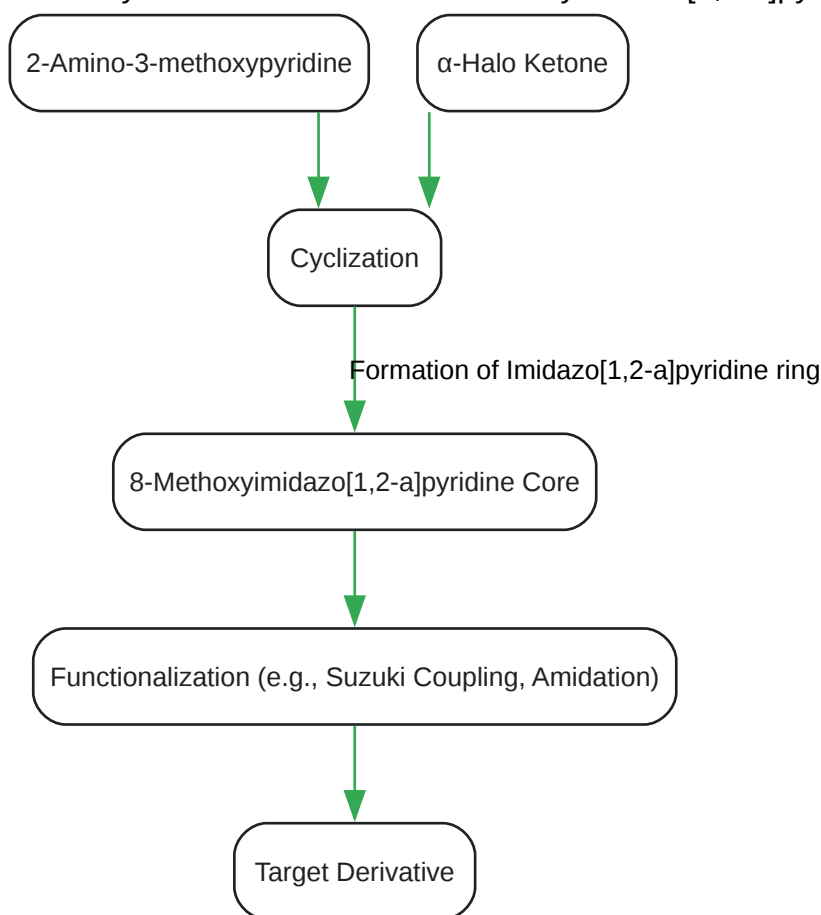 2-Amino-3-methoxypyridine
α-Halo Ketone
Cyclization
Formation of Imidazo[1,2-a]pyridine ring
8-Methoxyimidazo[1,2-a]pyridine Core
Functionalization (e.g., Suzuki Coupling, Amidation)
Target Derivative